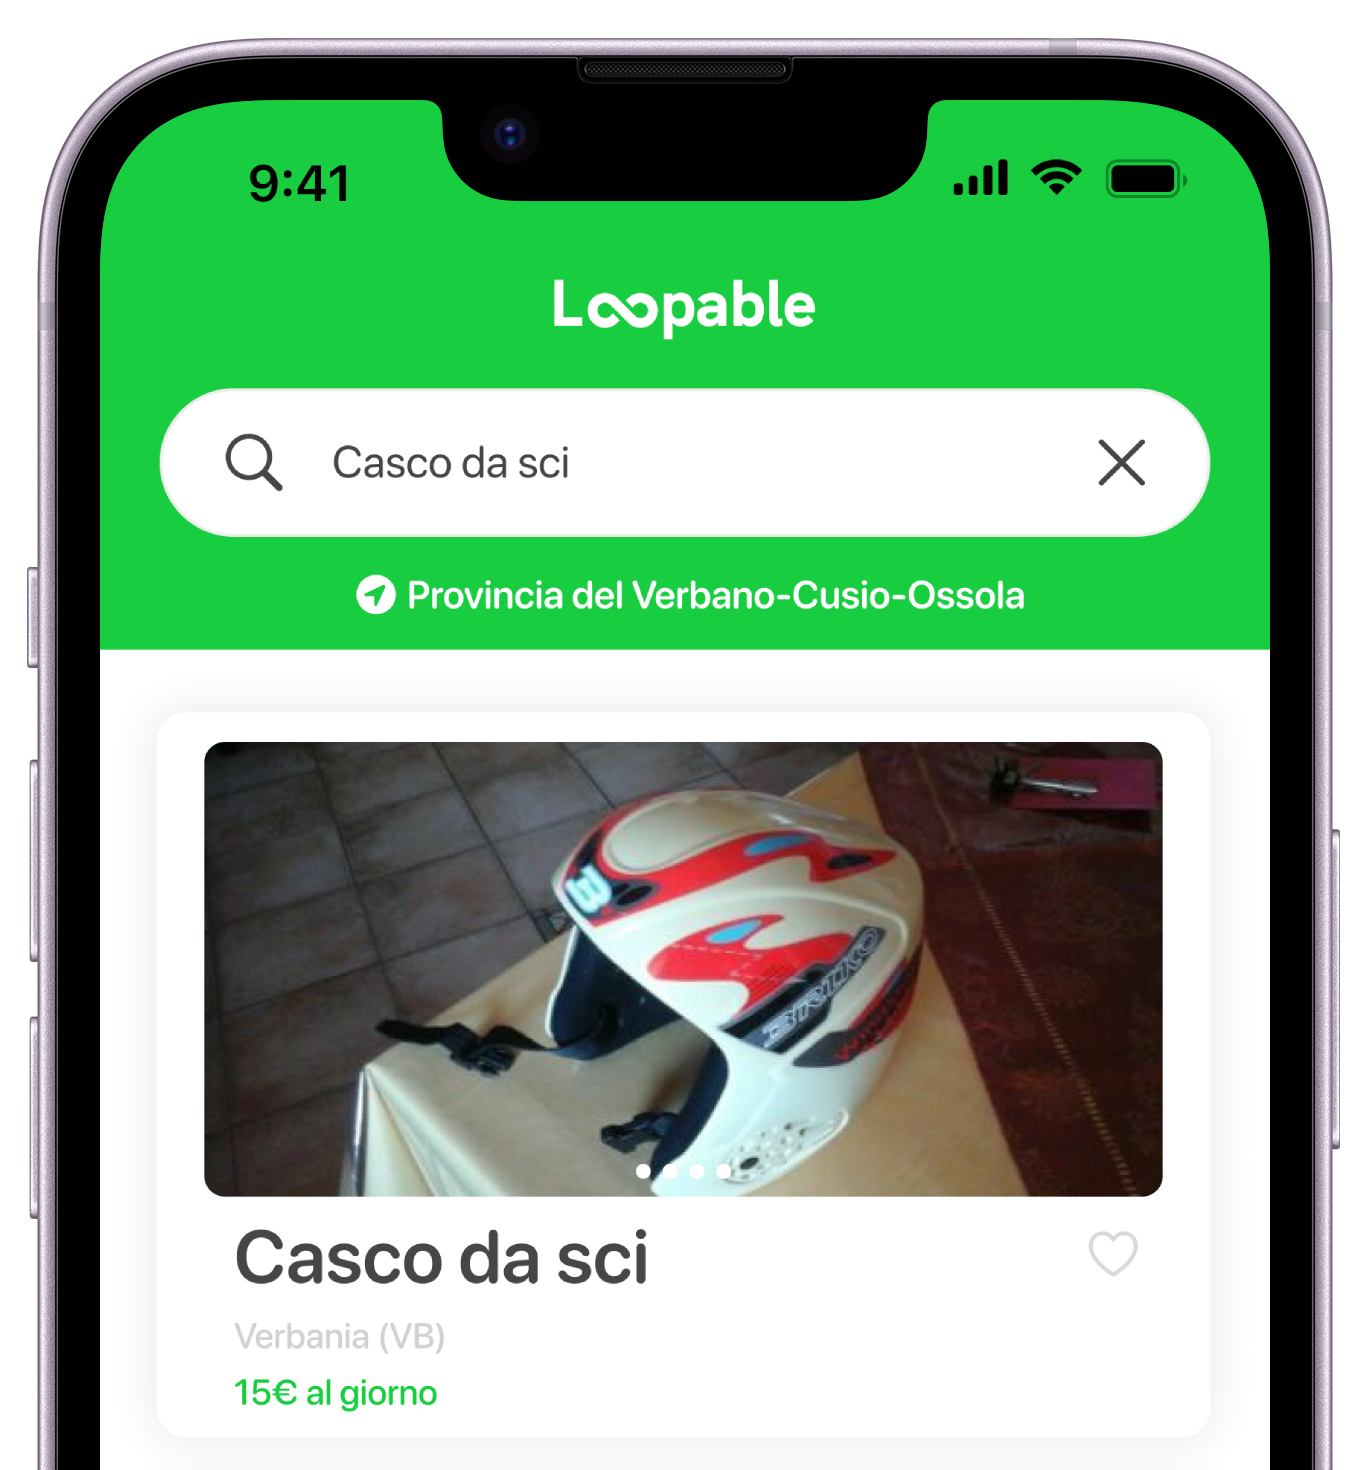 9:41
Loopable
Casco da sci
Provincia del Verbano-Cusio-Ossola
B
BRIKO
Casco da sci
Verbania (VB)
15€ al giorno